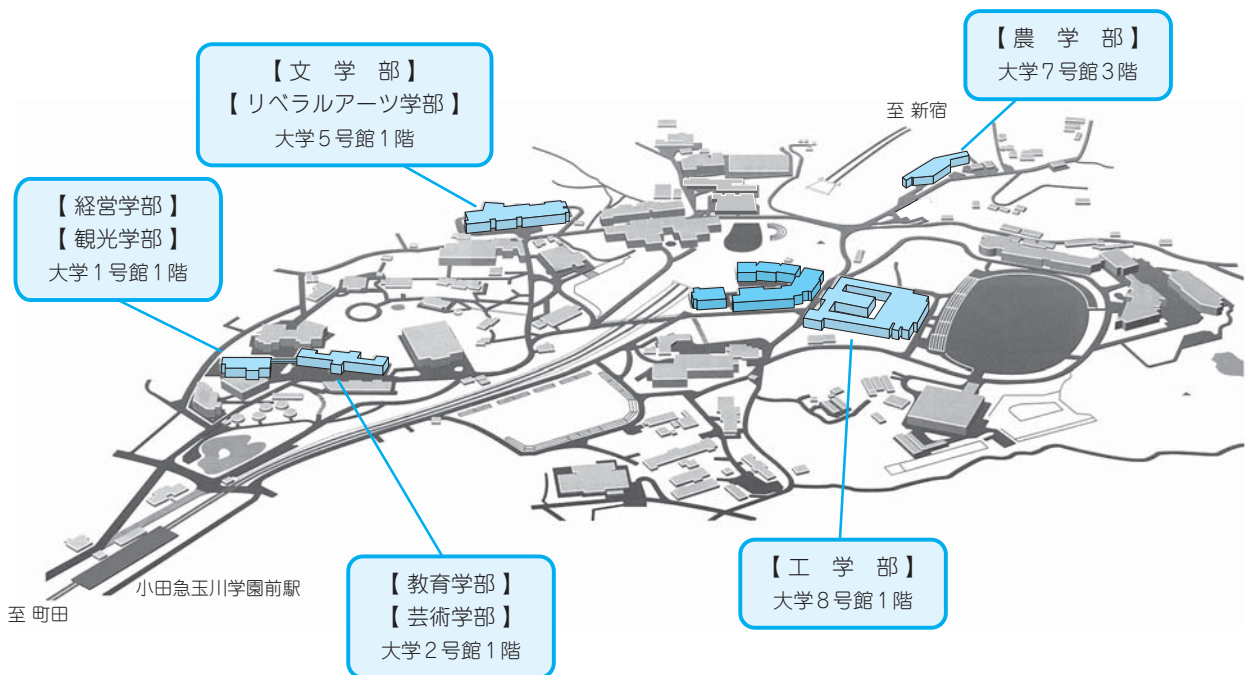 【 農　学　部 】
大学７号館３階
【 文　学　部 】
【 リベラルアーツ学部 】
大学５号館１階
至 新宿
【 経営学部 】
【 観光学部 】
大学１号館１階
【 工　学　部 】
大学８号館１階
【 教育学部 】
【 芸術学部 】
大学２号館１階
小田急玉川学園前駅
至 町田